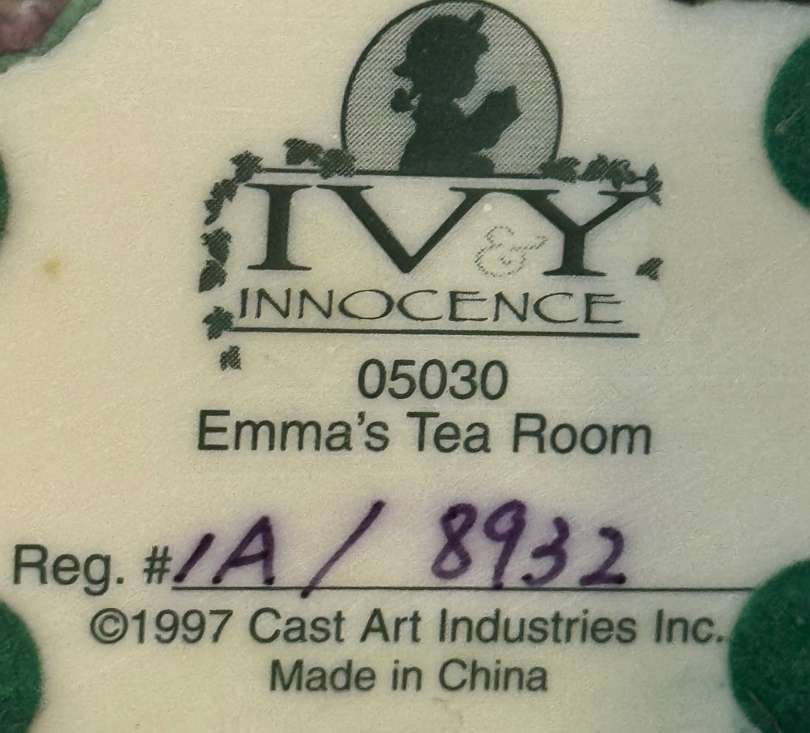 IVY &
INNOCENCE
05030
Emma's Tea Room
Reg. #1A / 8932
©1997 Cast Art Industries Inc.
Made in China